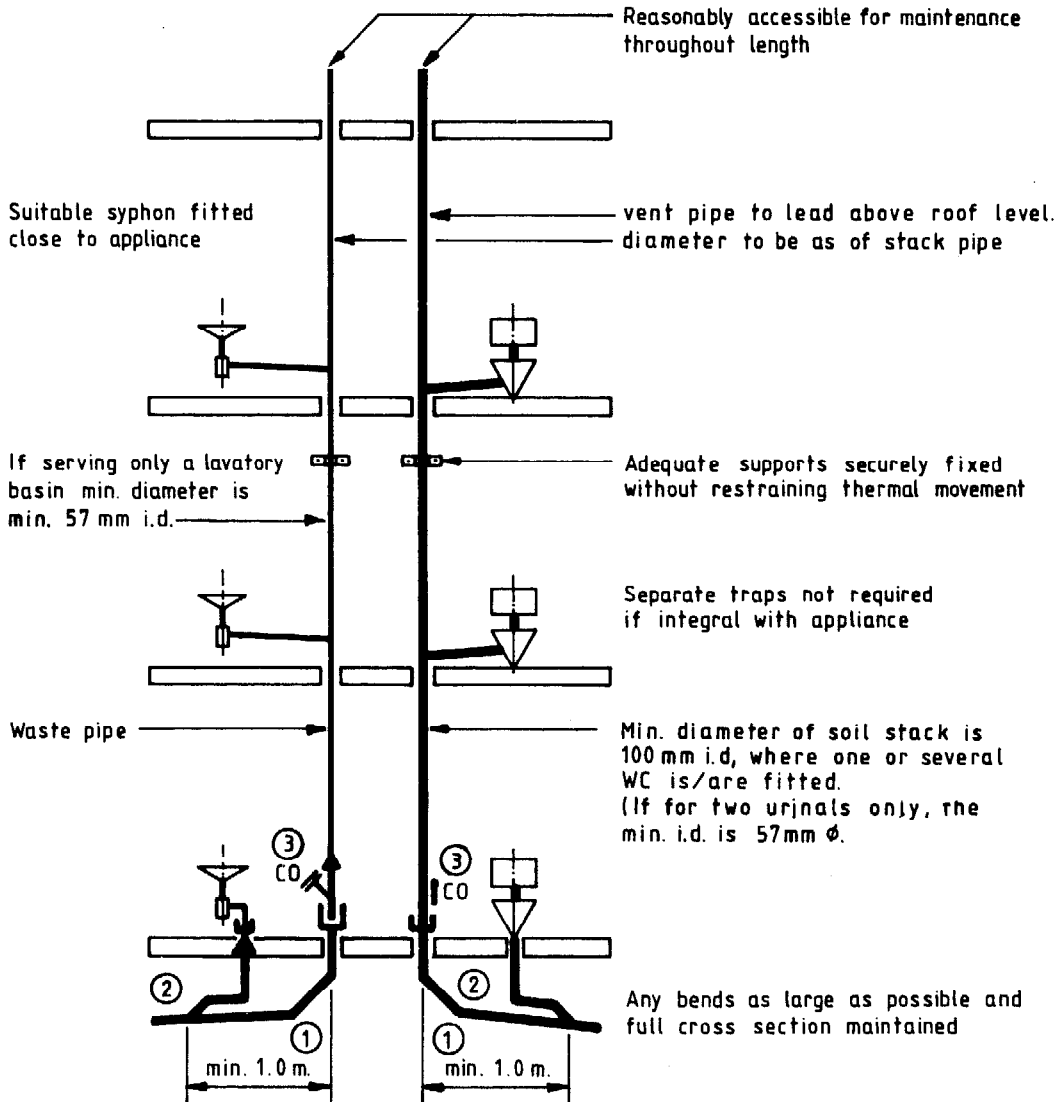 Reasonably accessible for maintenance
throughout length
Suitable syphon fitted
close to appliance
vent pipe to lead above roof level.
diameter to be as of stack pipe
If serving only a lavatory
basin min. diameter is
min. 57 mm i.d.
Adequate supports securely fixed
without restraining thermal movement
Separate traps not required
if integral with appliance
Waste pipe
Min. diameter of soil stack is
100 mm i.d, where one or several
WC is/are fitted.
(If for two urinals only, the
min. i.d. is 57mm Ø.
3
CO
3
CO
2
2
Any bends as large as possible and
full cross section maintained
1
1
min. 1.0 m.
min. 1.0 m.